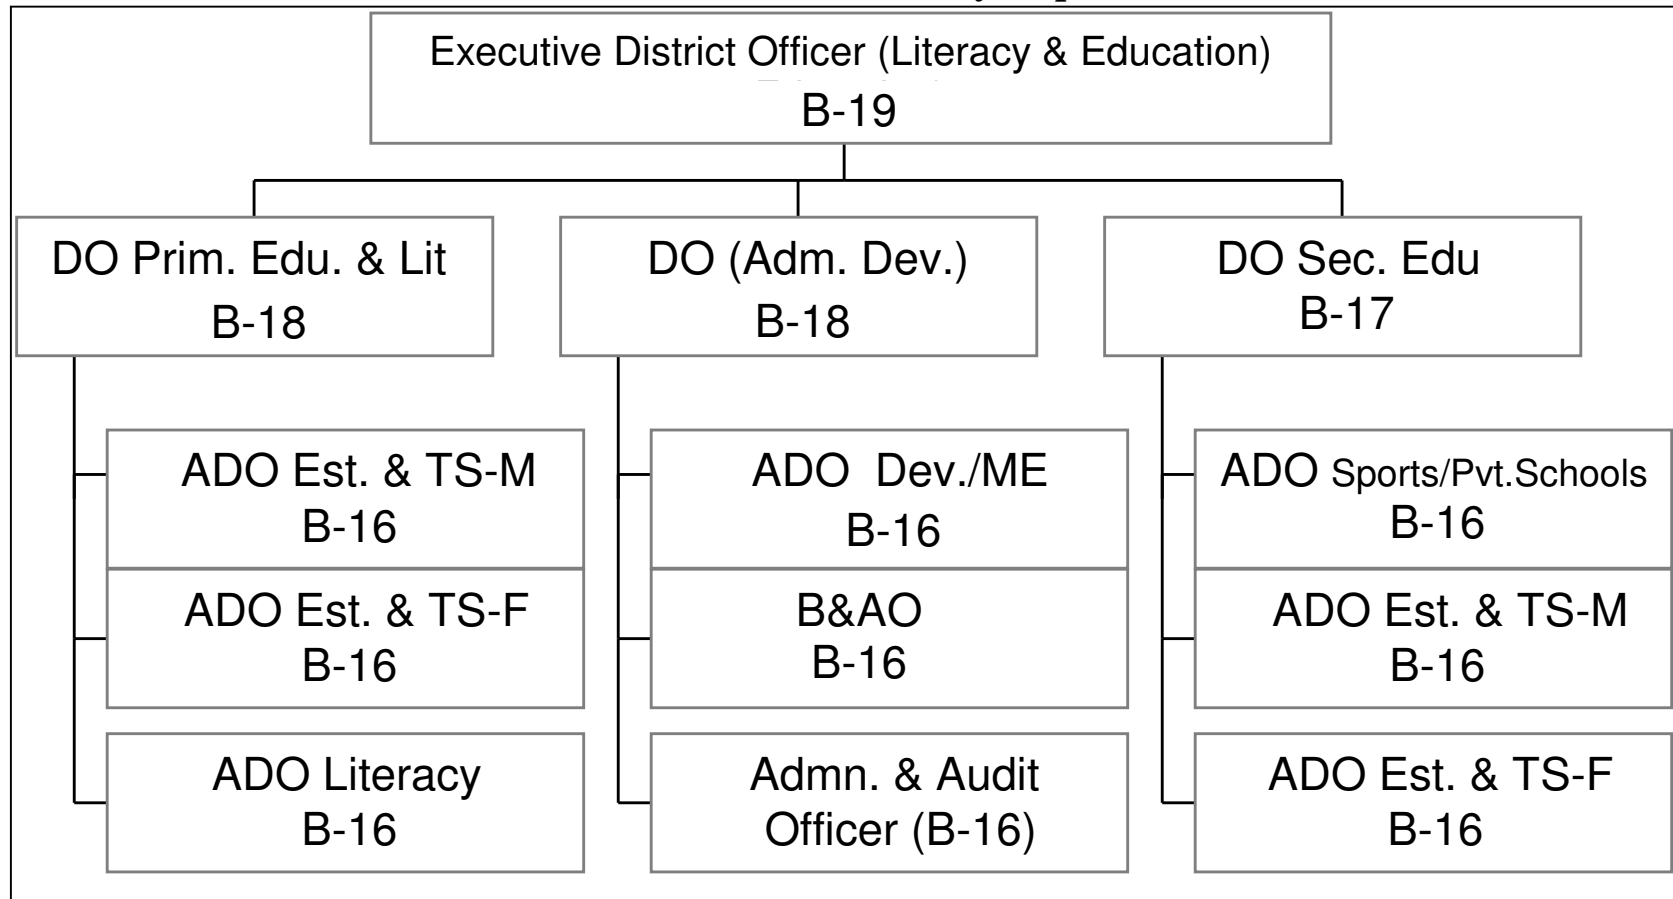 Executive District Officer (Literacy & Education)
B-19
DO Prim. Edu. & Lit
B-18
DO (Adm. Dev.)
B-18
DO Sec. Edu
B-17
ADO Est. & TS-M
B-16
ADO Est. & TS-F
B-16
ADO Literacy
B-16
ADO Dev./ME
B-16
B&AO
B-16
Admn. & Audit
Officer (B-16)
ADO Sports/Pvt.Schools
B-16
ADO Est. & TS-M
B-16
ADO Est. & TS-F
B-16